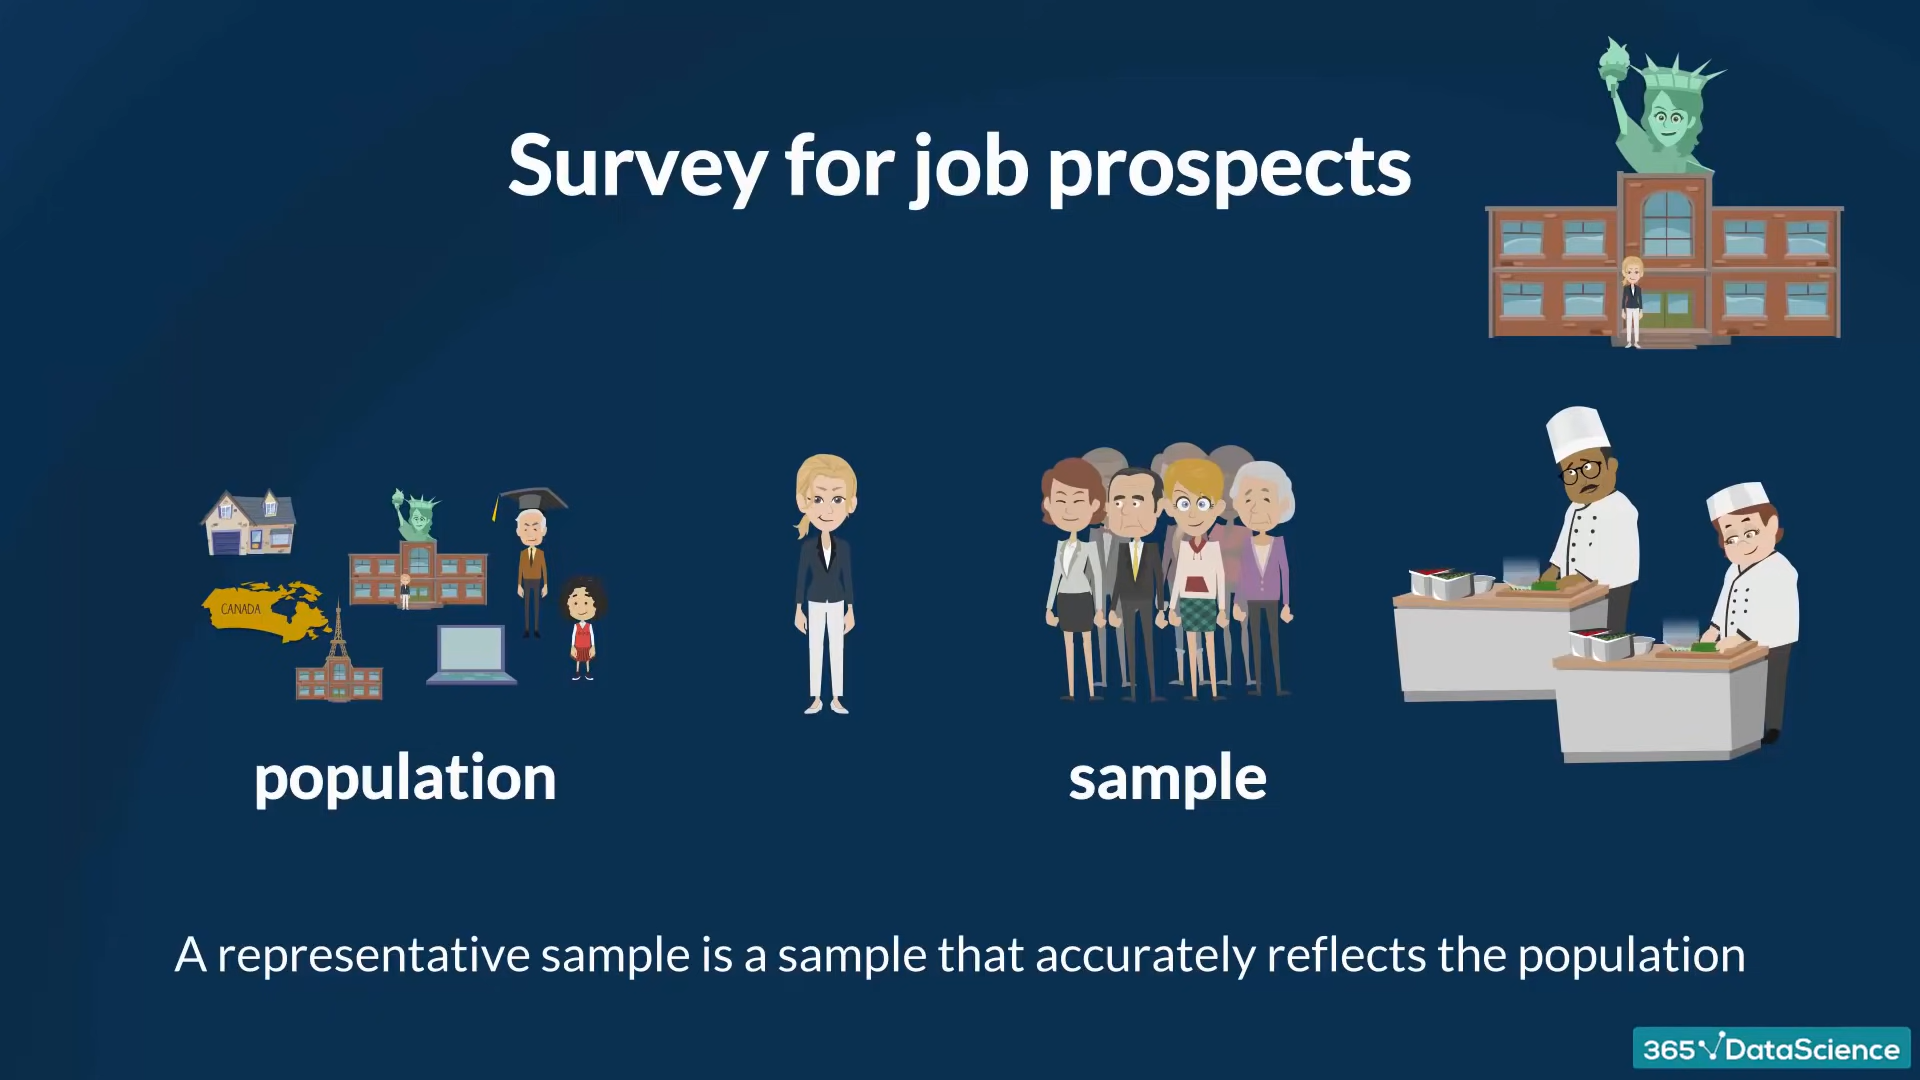 Survey for job prospects
CANADA
population
sample
A representative sample is a sample that accurately reflects the population
365 DataScience